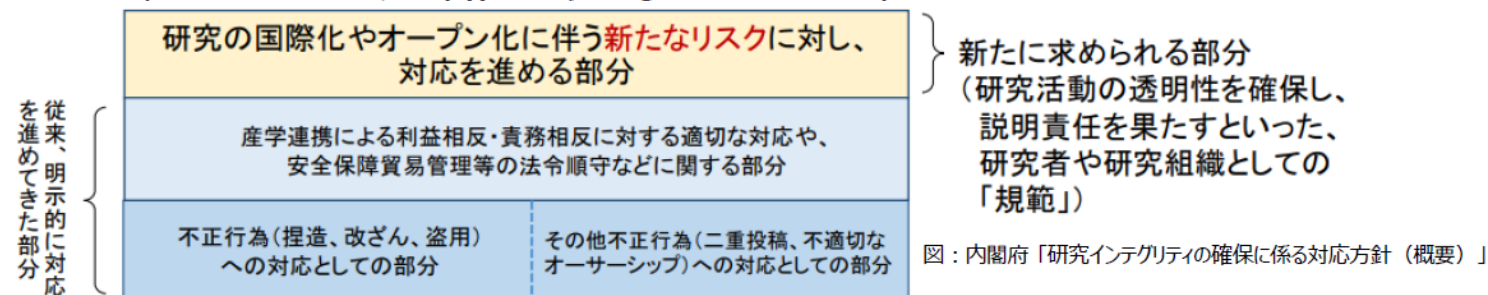 研究の国際化やオープン化に伴う新たなリスクに対し、
対応を進める部分
新たに求められる部分
（研究活動の透明性を確保し、
説明責任を果たすといった、
研究者や研究組織としての
「規範」）
従来、明示的に対応
を進めてきた部分
産学連携による利益相反・責務相反に対する適切な対応や、
安全保障貿易管理等の法令順守などに関する部分
不正行為（捏造、改ざん、盗用）
への対応としての部分
その他不正行為（二重投稿、不適切な
オーサーシップ）への対応としての部分
図：内閣府「研究インテグリティの確保に係る対応方針（概要）」